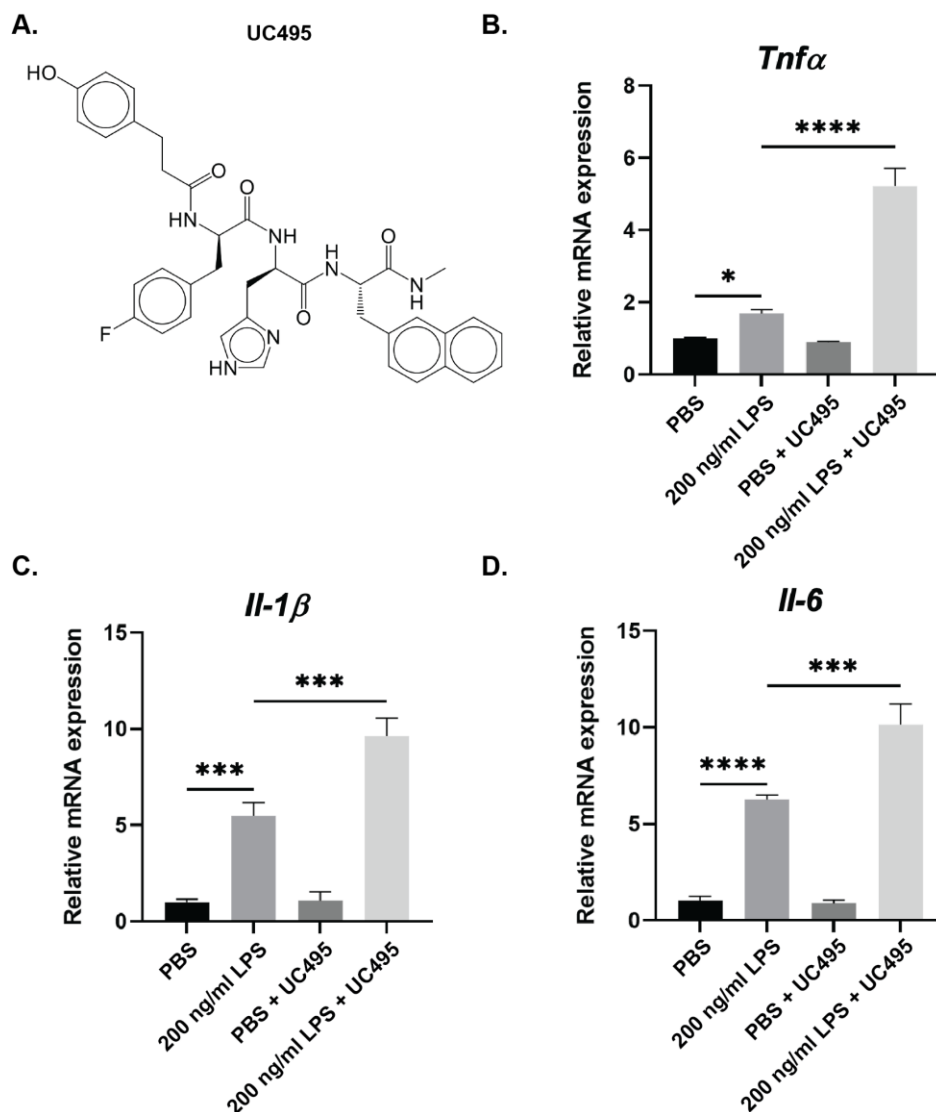 A.
UC495
HO
O
O
O
HN
NH
H
N
N
H
O
F
N
HN
B.
Tnfα
Relative mRNA expression
8
6
4
2
0
****
*
PBS
200 ng/ml LPS
PBS + UC495
200 ng/ml LPS + UC495
C.
Il-1β
Relative mRNA expression
15
10
5
0
***
***
PBS
200 ng/ml LPS
PBS + UC495
200 ng/ml LPS + UC495
D.
Il-6
Relative mRNA expression
15
10
5
0
***
****
PBS
200 ng/ml LPS
PBS + UC495
200 ng/ml LPS + UC495